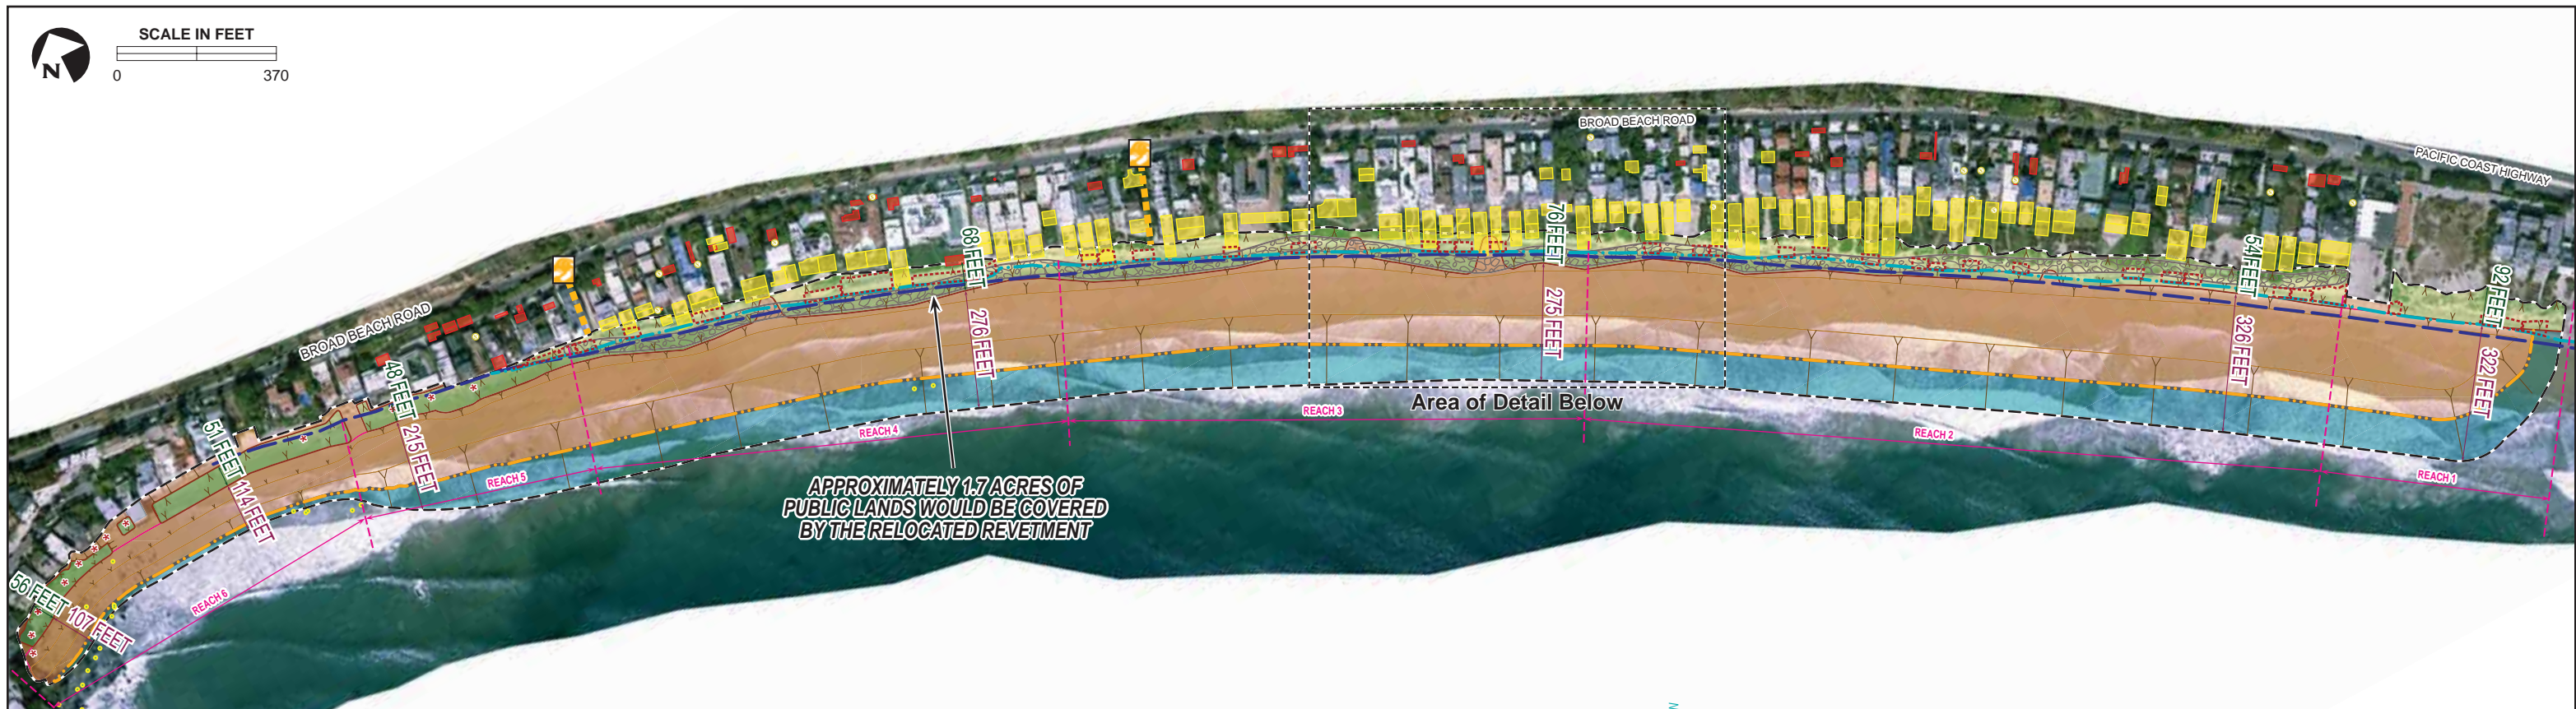 SCALE IN FEET
0 370
N
BROAD BEACH ROAD
PACIFIC COAST HIGHWAY
BROAD BEACH ROAD
68 FEET
76 FEET
54 FEET
92 FEET
48 FEET
51 FEET
56 FEET
276 FEET
275 FEET
326 FEET
322 FEET
215 FEET
114 FEET
107 FEET
Area of Detail Below
REACH 6
REACH 5
REACH 4
REACH 3
REACH 2
REACH 1
APPROXIMATELY 1.7 ACRES OF
PUBLIC LANDS WOULD BE COVERED
BY THE RELOCATED REVETMENT
N